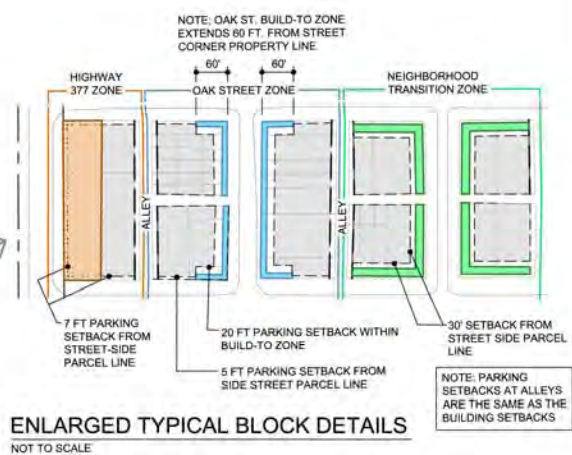 NOTE: OAK ST. BUILD-TO ZONE
EXTENDS 60 FT. FROM STREET
CORNER PROPERTY LINE
60'
60'
HIGHWAY
377 ZONE
OAK STREET ZONE
NEIGHBORHOOD
TRANSITION ZONE
ALLEY
ALLEY
7 FT PARKING
SETBACK FROM
STREET-SIDE
PARCEL LINE
20 FT PARKING SETBACK WITHIN
BUILD-TO ZONE
5 FT PARKING SETBACK FROM
SIDE STREET PARCEL LINE
30' SETBACK FROM
STREET SIDE PARCEL
LINE
NOTE: PARKING
SETBACKS AT ALLEYS
ARE THE SAME AS THE
BUILDING SETBACKS
ENLARGED TYPICAL BLOCK DETAILS
NOT TO SCALE